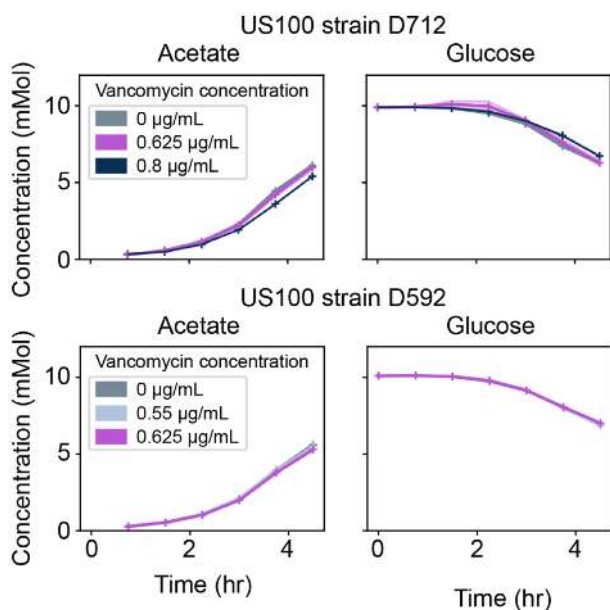 US100 strain D712
Acetate
Glucose
Concentration (mMol)
10
5
0
Vancomycin concentration
0 µg/mL
0.625 µg/mL
0.8 µg/mL
US100 strain D592
Acetate
Glucose
Concentration (mMol)
10
5
0
Vancomycin concentration
0 µg/mL
0.55 µg/mL
0.625 µg/mL
0 2 4
0 2 4
Time (hr)
Time (hr)